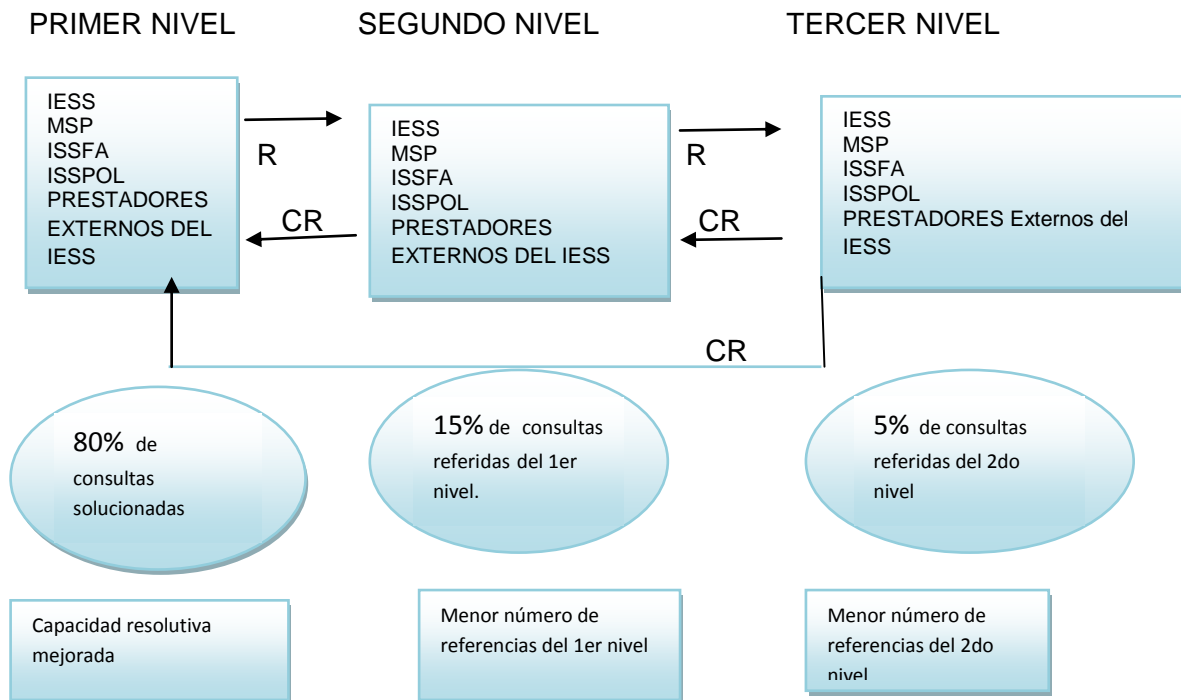 PRIMER NIVEL
SEGUNDO NIVEL
TERCER NIVEL
IESS
MSP
ISSFA
ISSPOL
PRESTADORES
EXTERNOS DEL
IESS
R
CR
IESS
MSP
ISSFA
ISSPOL
PRESTADORES
EXTERNOS DEL IESS
R
CR
IESS
MSP
ISSFA
ISSPOL
PRESTADORES Externos del
IESS
CR
80% de
consultas
solucionadas
15% de consultas
referidas del 1er
nivel.
5% de consultas
referidas del 2do
nivel
Capacidad resolutiva
mejorada
Menor número de
referencias del 1er nivel
Menor número de
referencias del 2do
nivel